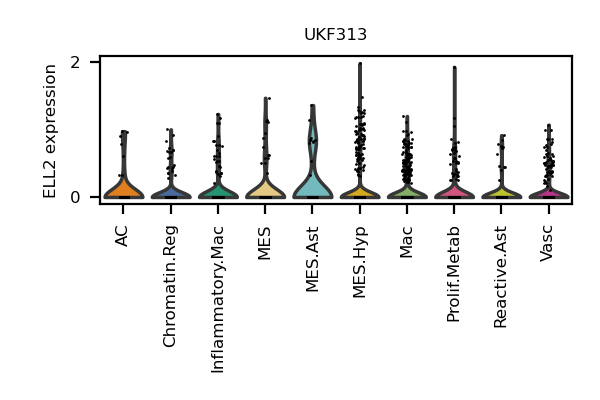 UKF313
ELL2 expression
2
0
AC
Chromatin.Reg
Inflammatory.Mac
MES
MES.Ast
MES.Hyp
Mac
Prolif.Metab
Reactive.Ast
Vasc